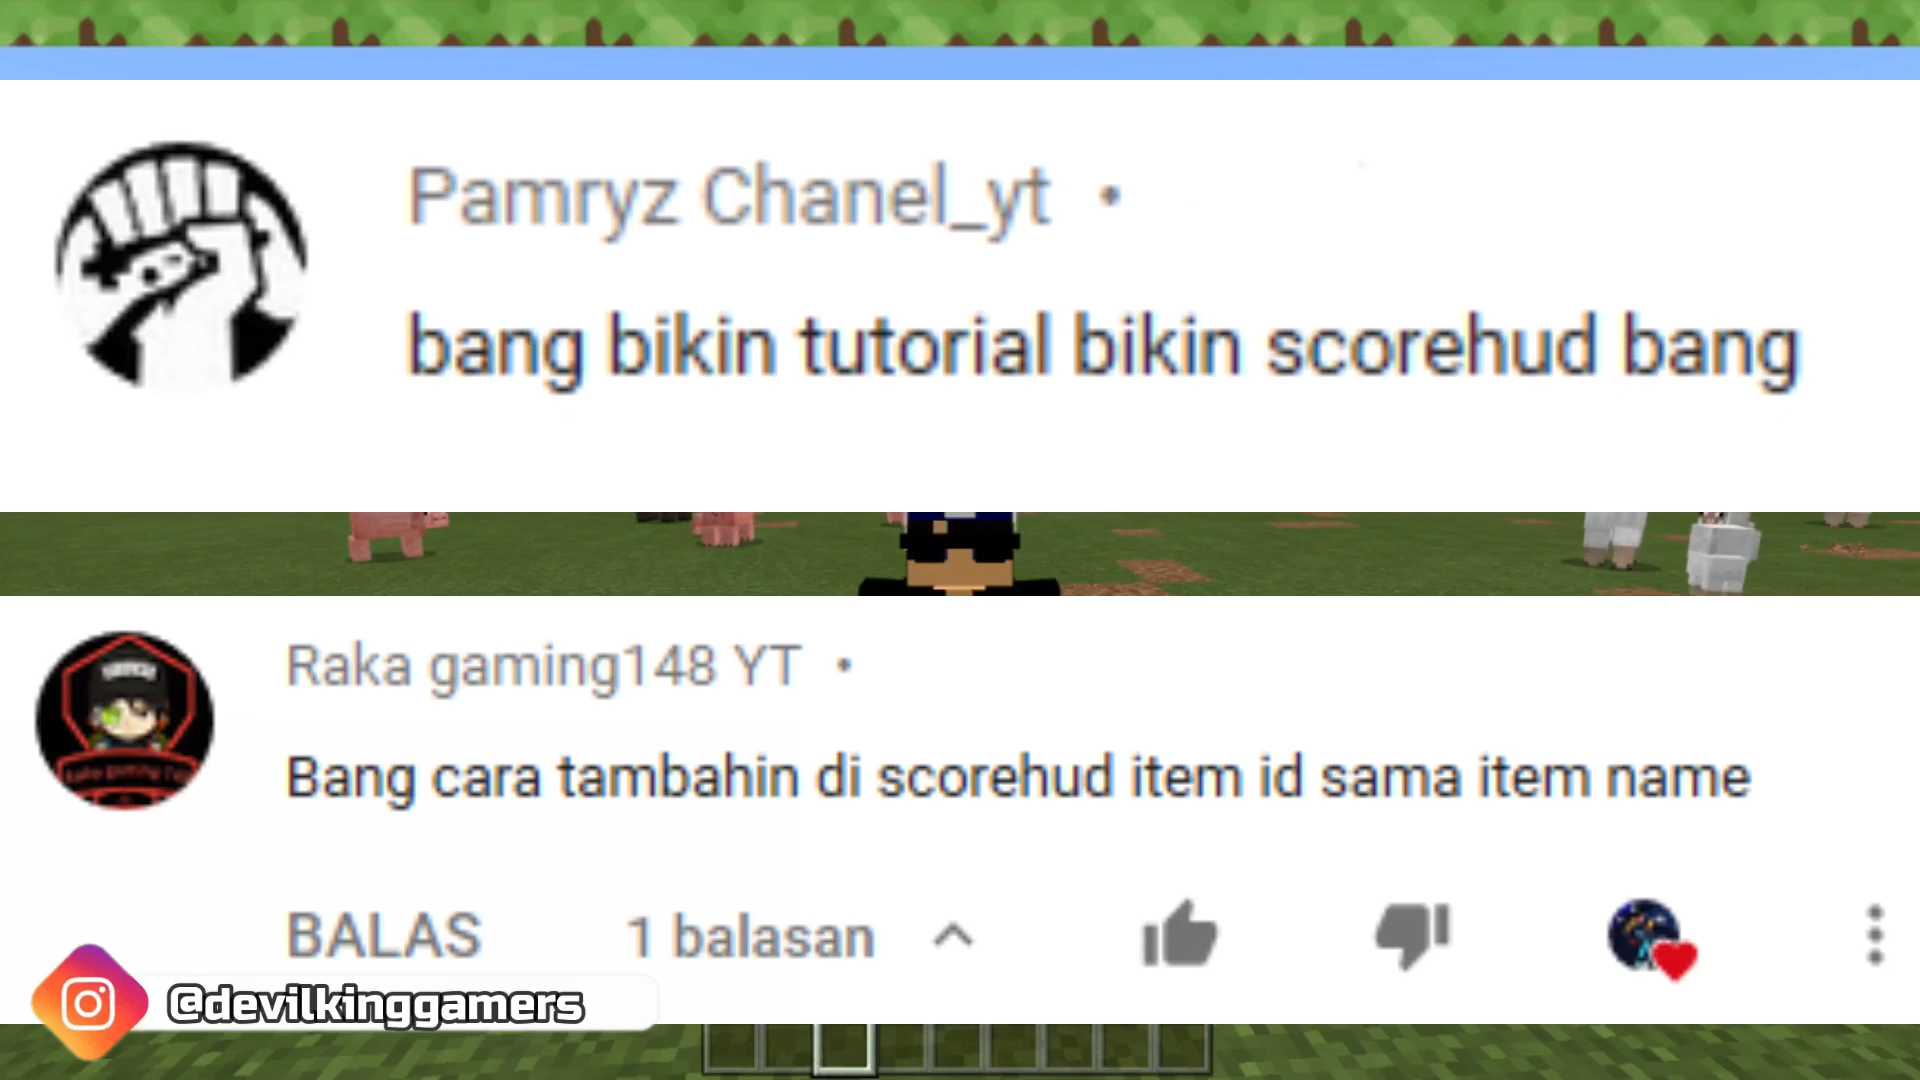 Pamryz Chanel_yt •
bang bikin tutorial bikin scorehud bang
Raka gaming148 YT •
Bang cara tambahin di scorehud item id sama item name
BALAS 1 balasan
@devilkinggamers